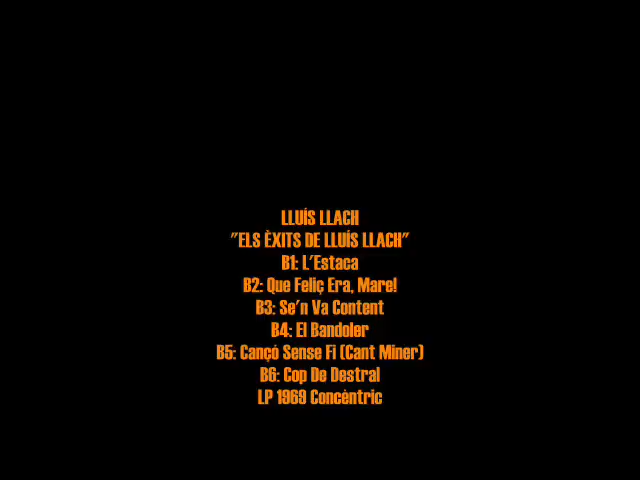 LLUÍS LLACH
"ELS ÈXITS DE LLUÍS LLACH"
B1: L'Estaca
B2: Que Feliç Era, Mare!
B3: Se'n Va Content
B4: El Bandoler
B5: Cançó Sense Fi (Cant Miner)
B6: Cop De Destral
LP 1969 Concèntric